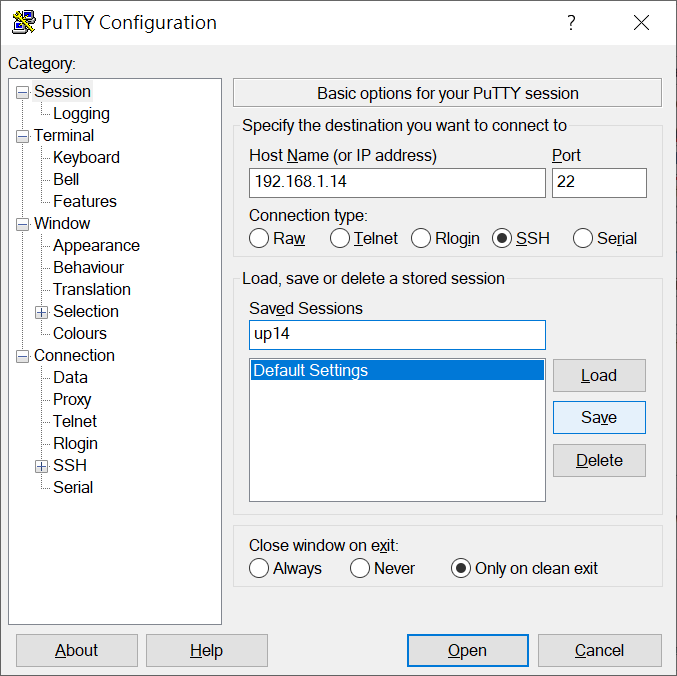 PuTTY Configuration
?
Category:
Session
Logging
Terminal
Keyboard
Bell
Features
Window
Appearance
Behaviour
Translation
Selection
Colours
Connection
Data
Proxy
Telnet
Rlogin
SSH
Serial
Basic options for your PuTTY session
Specify the destination you want to connect to
Host Name (or IP address) Port
192.168.1.14 22
Connection type:
Raw Telnet Rlogin SSH Serial
Load, save or delete a stored session
Saved Sessions
up14
Default Settings
Load
Save
Delete
Close window on exit:
Always Never Only on clean exit
About Help Open Cancel